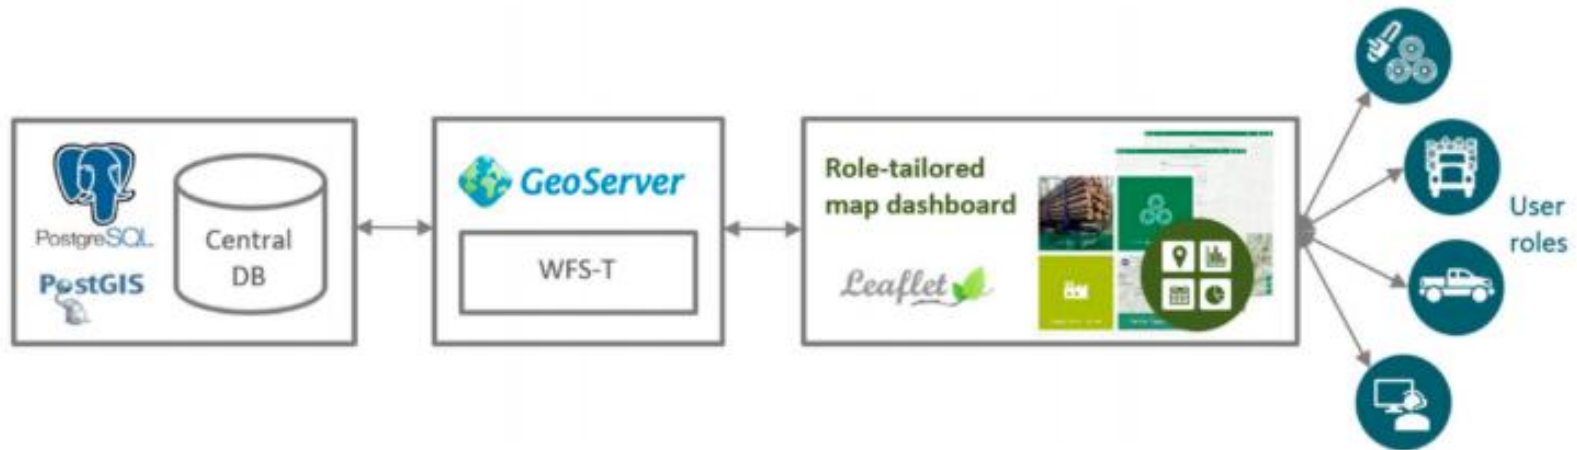 PostgreSQL
PostGIS
Central
DB
GeoServer
WFS-T
Role-tailored
map dashboard
Leaflet
User
roles